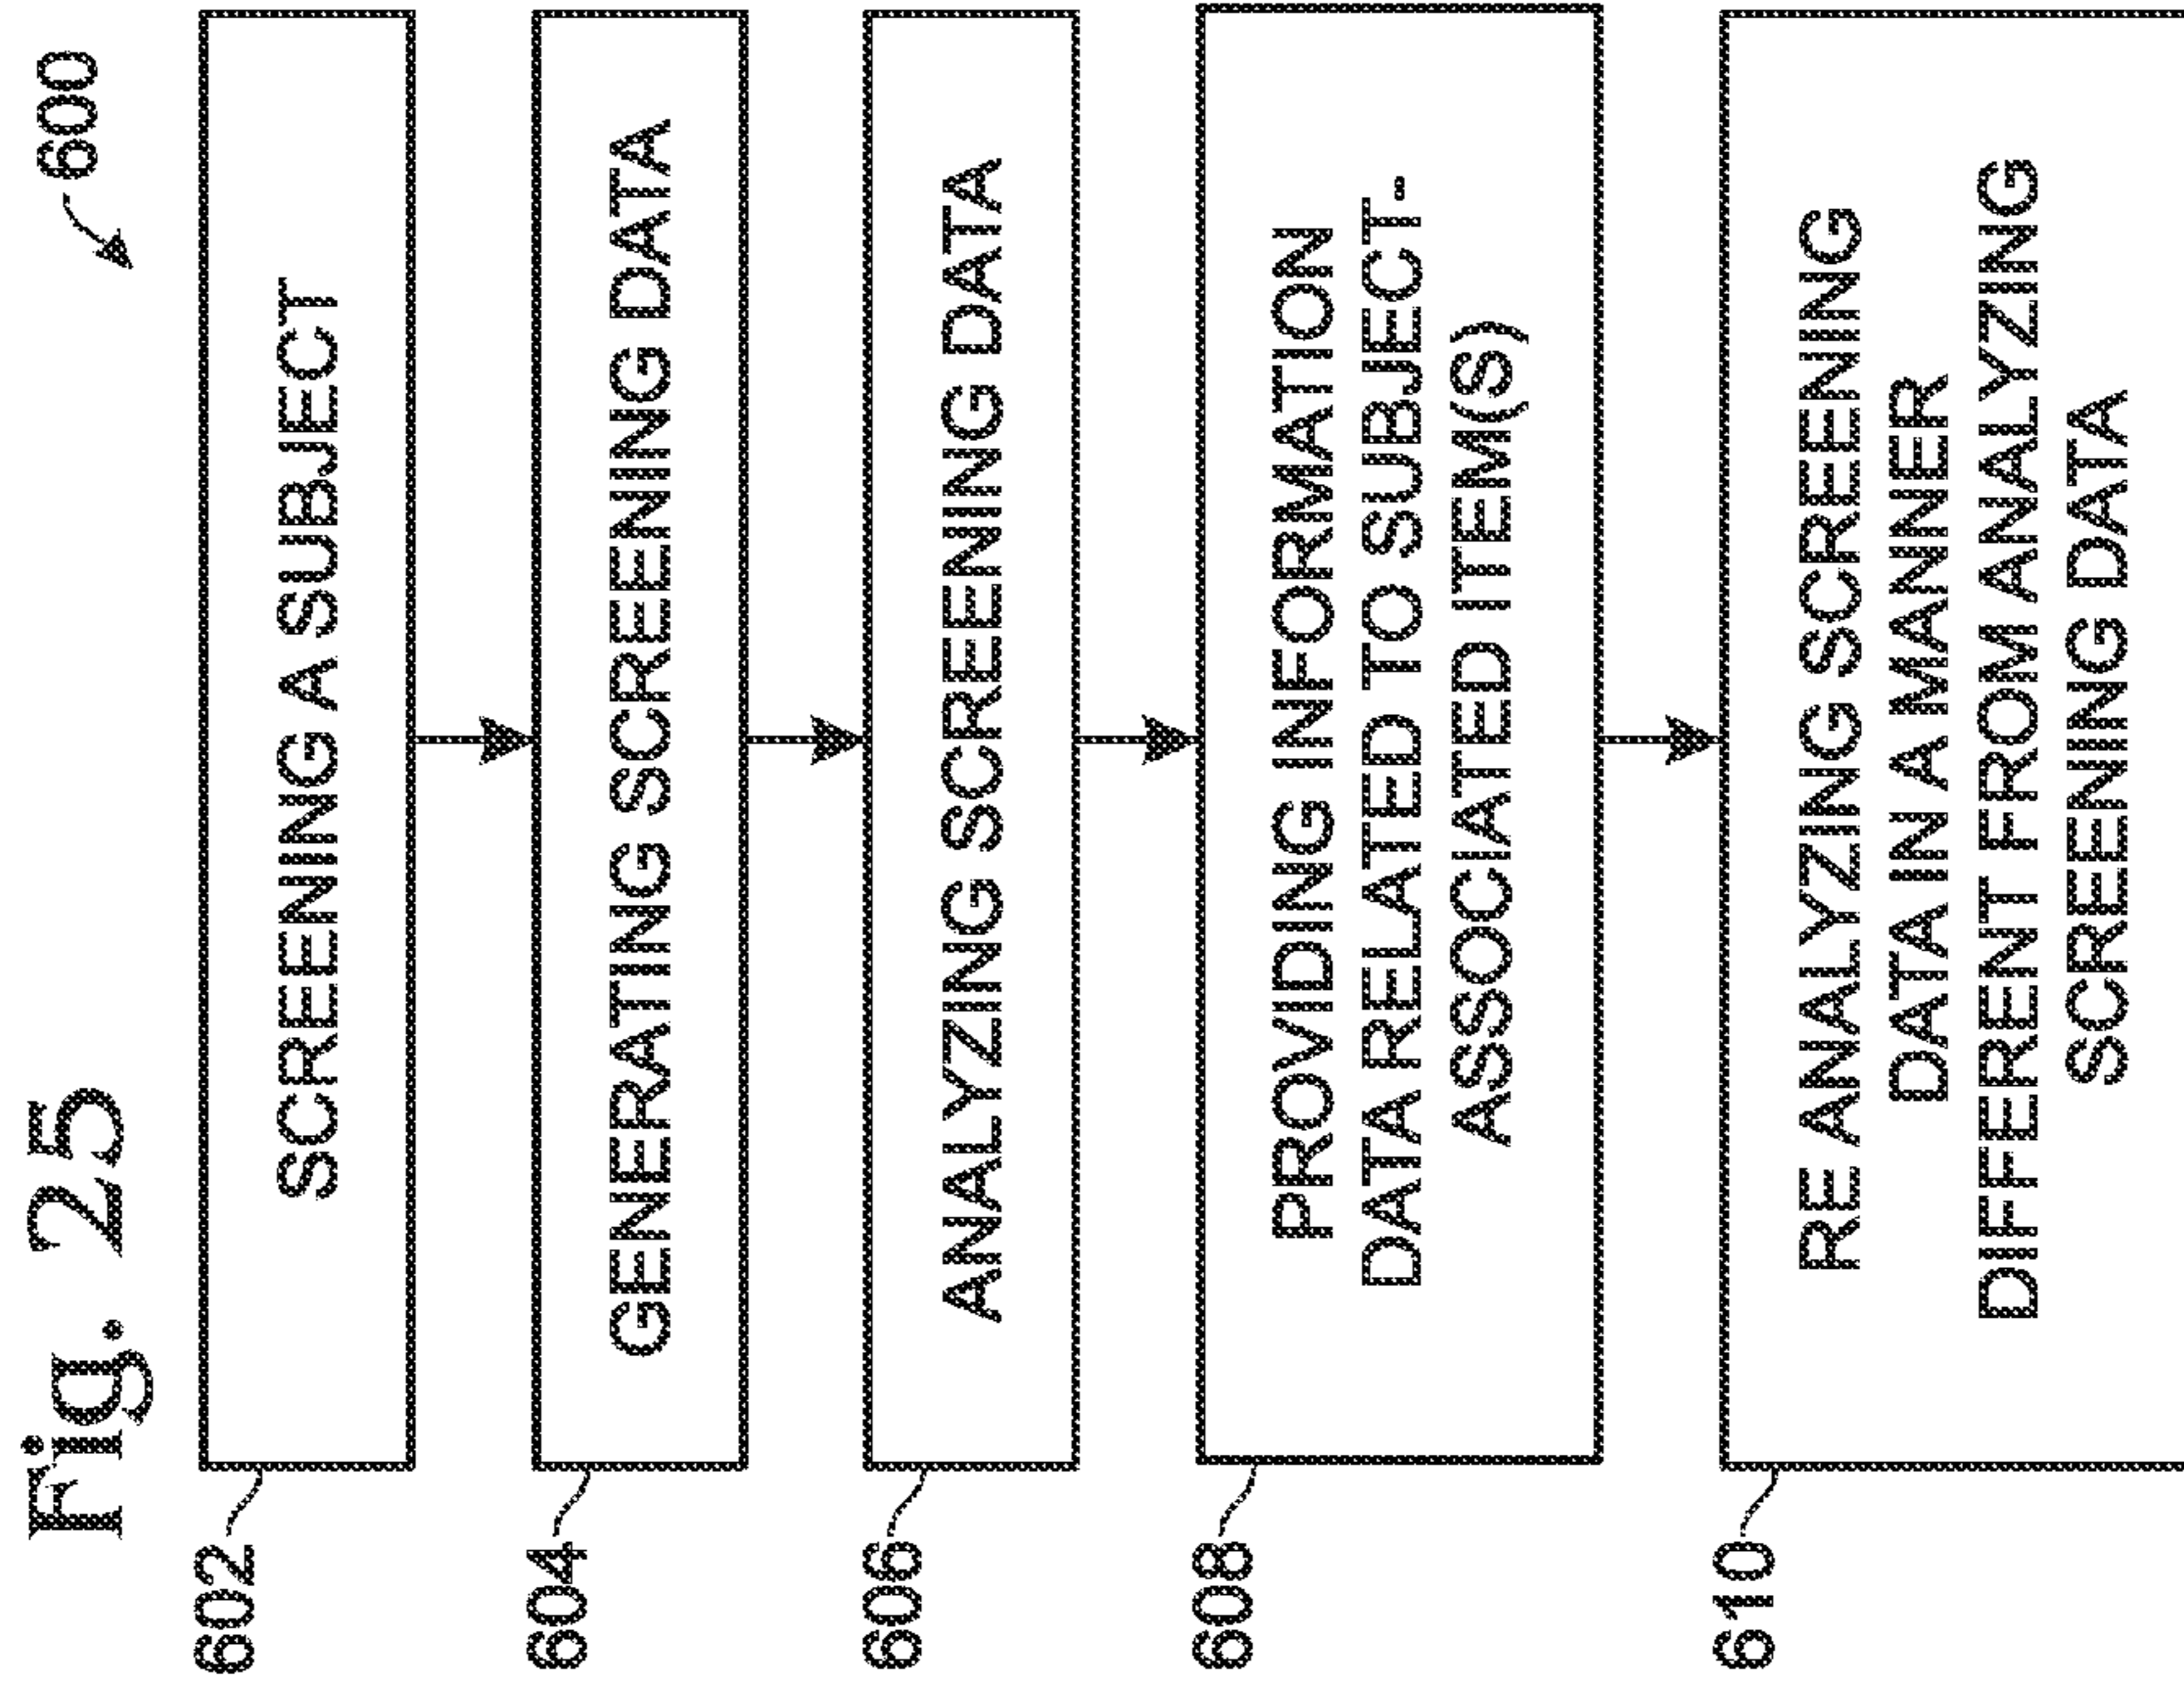 Fig. 25
600
602
SCREENING A SUBJECT
604
GENERATING SCREENING DATA
606
ANALYZING SCREENING DATA
608
PROVIDING INFORMATION
DATA RELATED TO SUBJECT-
ASSOCIATED ITEM(S)
610
RE ANALYZING SCREENING
DATA IN A MANNER
DIFFERENT FROM ANALYZING
SCREENING DATA